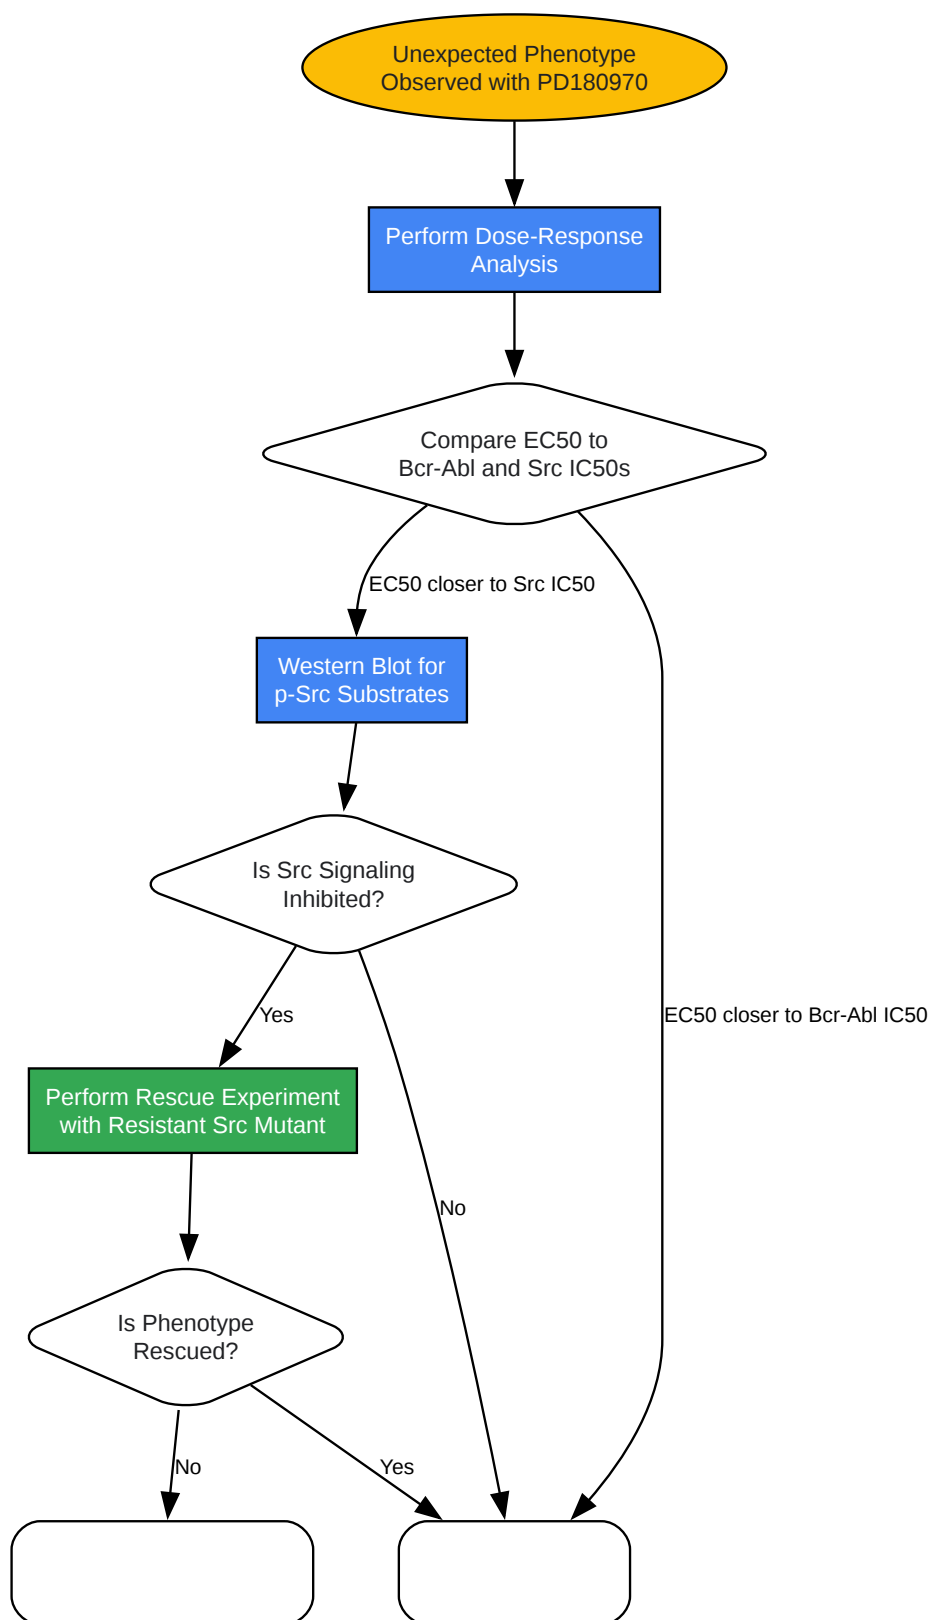 Unexpected Phenotype
Observed with PD180970
Perform Dose-Response
Analysis
Compare EC50 to
Bcr-Abl and Src IC50s
EC50 closer to Src IC50
Western Blot for
p-Src Substrates
Is Src Signaling
Inhibited?
Yes
EC50 closer to Bcr-Abl IC50
Perform Rescue Experiment
with Resistant Src Mutant
No
Is Phenotype
Rescued?
No
Yes